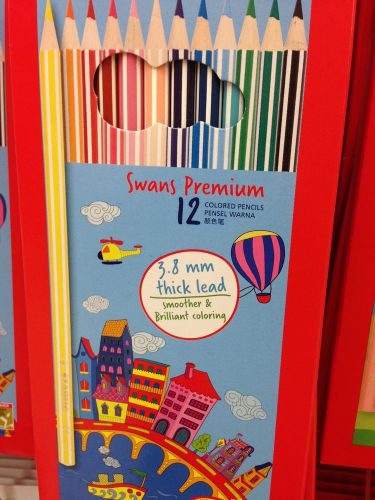 Swans Premium
12
COLORED PENCILS
PENSEL WARNA
颜色笔
3.8 mm
thick lead
smoother &
Brilliant coloring